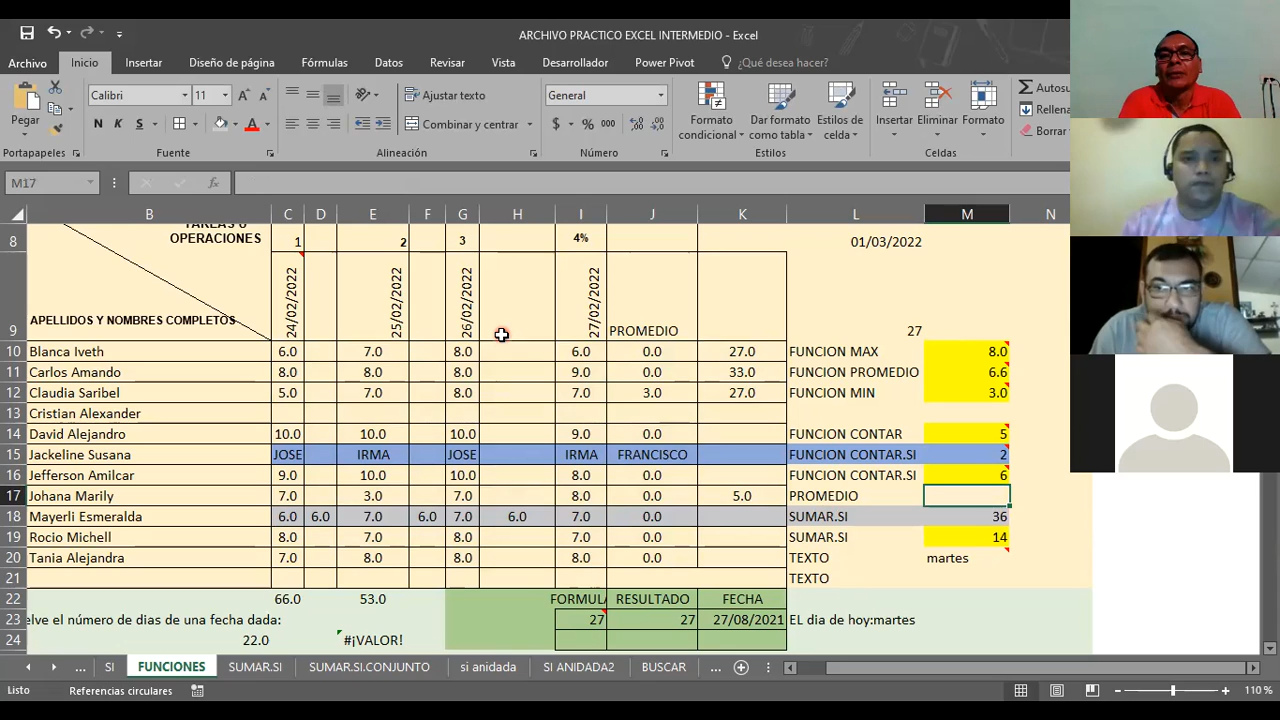 ARCHIVO PRACTICO EXCEL INTERMEDIO - Excel
Archivo Inicio Insertar Diseño de página Fórmulas Datos Revisar Vista Desarrollador Power Pivot ¿Qué desea hacer?
Pegar Calibri 11 Ajustar texto General Formato Dar formato Estilos de Insertar Eliminar Formato Autosu
N K S Combinar y centrar $ % 000 condicional como tabla celda Rellena
Borrar
Portapapeles Fuente Alineación Número Estilos Celdas
M17
B C D E F G H I J K L M N
8 OPERACIONES 1 2 3 4% 01/03/2022
9 APELLIDOS Y NOMBRES COMPLETOS 24/02/2022 25/02/2022 26/02/2022 27/02/2022 PROMEDIO 27
10 Blanca Iveth 6.0 7.0 8.0 6.0 0.0 27.0 FUNCION MAX 8.0
11 Carlos Amando 8.0 8.0 8.0 9.0 0.0 33.0 FUNCION PROMEDIO 6.6
12 Claudia Saribel 5.0 7.0 8.0 7.0 3.0 27.0 FUNCION MIN 3.0
13 Cristian Alexander
14 David Alejandro 10.0 10.0 10.0 9.0 0.0 FUNCION CONTAR 5
15 Jackeline Susana JOSE IRMA JOSE IRMA FRANCISCO FUNCION CONTAR.SI 2
16 Jefferson Amilcar 9.0 10.0 10.0 8.0 0.0 FUNCION CONTAR.SI 6
17 Johana Marily 7.0 3.0 7.0 8.0 0.0 5.0 PROMEDIO
18 Mayerli Esmeralda 6.0 6.0 7.0 6.0 7.0 6.0 7.0 0.0 SUMAR.SI 36
19 Rocio Michell 8.0 7.0 8.0 7.0 0.0 SUMAR.SI 14
20 Tania Alejandra 7.0 8.0 8.0 8.0 0.0 TEXTO martes
21 TEXTO
22 66.0 53.0 FORMULA RESULTADO FECHA
23 elve el número de dias de una fecha dada: 27 27 27/08/2021 EL dia de hoy:martes
24 22.0 #¡VALOR!
... SI FUNCIONES SUMAR.SI SUMAR.SI.CONJUNTO si anidada SI ANIDADA2 BUSCAR ...
Listo Referencias circulares 110 %